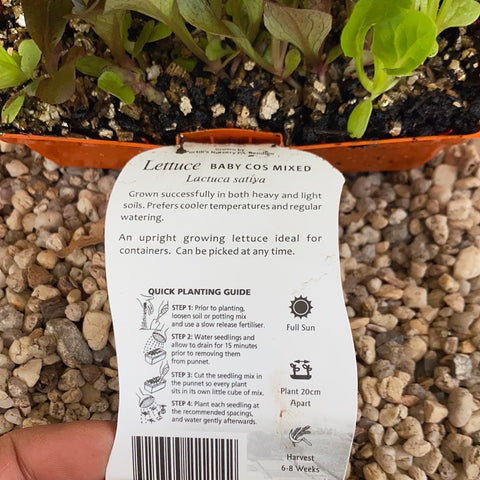 Lettuce BABY COS MIXED
Lactuca sativa
Grown successfully in both heavy and light
soils. Prefers cooler temperatures and regular
watering.
An upright growing lettuce ideal for
containers. Can be picked at any time.
QUICK PLANTING GUIDE
STEP 1: Prior to planting,
loosen soil or potting mix
and use a slow release fertiliser.
STEP 2: Water seedlings and
allow to drain for 15 minutes
prior to removing them
from punnet.
STEP 3: Cut the seedling mix in
the punnet so every plant
sits in its own little cube of mix.
STEP 4: Plant each seedling at
the recommended spacings,
and water gently afterwards.
Full Sun
Plant 20cm
Apart
Harvest
6-8 Weeks